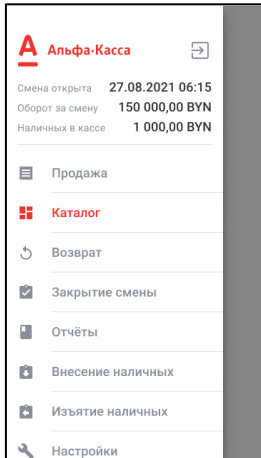 Альфа·Касса
Смена открыта 27.08.2021 06:15
Оборот за смену 150 000,00 BYN
Наличных в кассе 1 000,00 BYN
Продажа
Каталог
Возврат
Закрытие смены
Отчёты
Внесение наличных
Изъятие наличных
Настройки